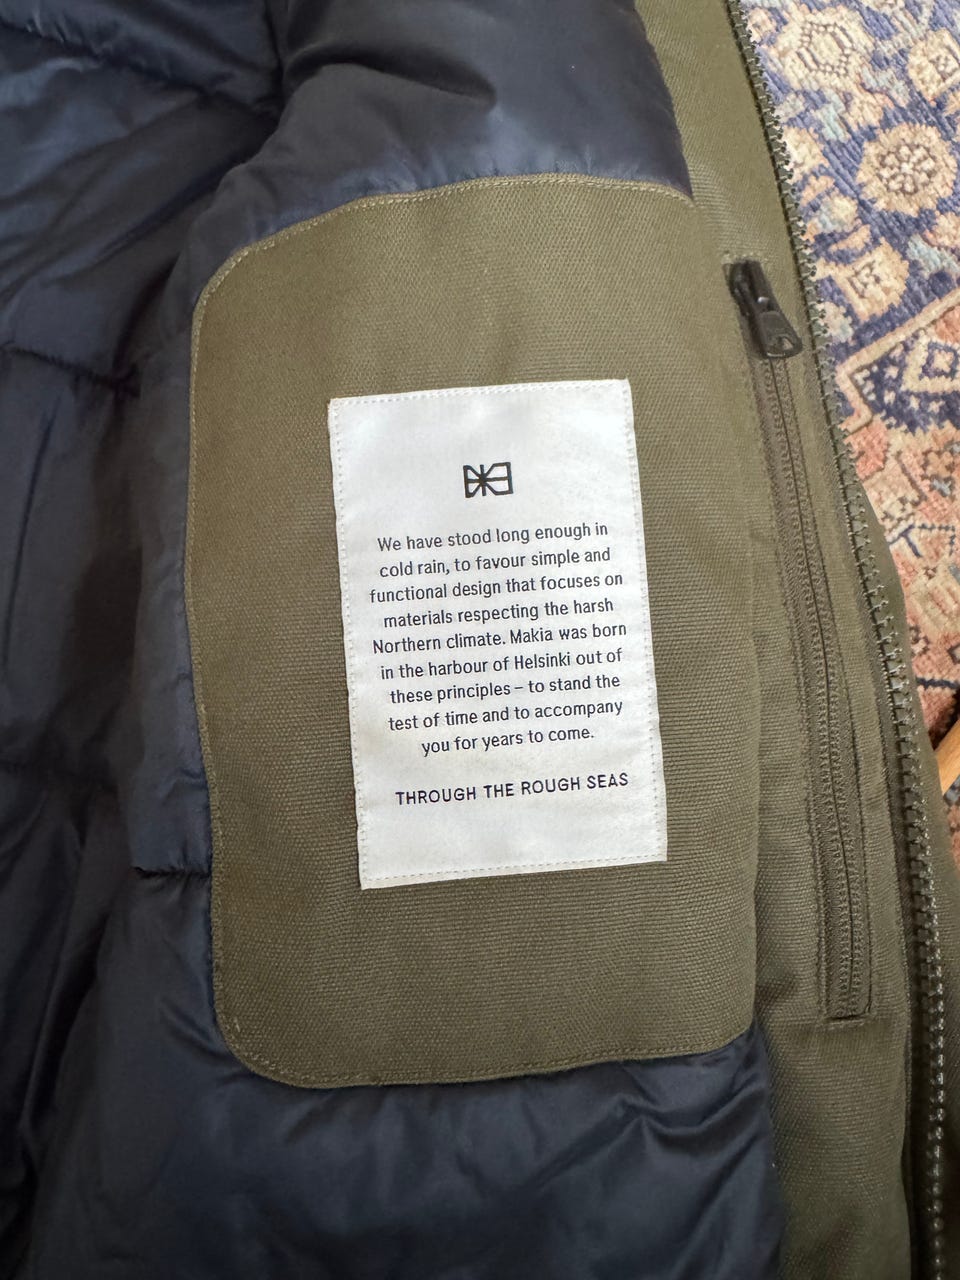 We have stood long enough in
cold rain, to favour simple and
functional design that focuses on
materials respecting the harsh
Northern climate. Makia was born
in the harbour of Helsinki out of
these principles – to stand the
test of time and to accompany
you for years to come.
THROUGH THE ROUGH SEAS